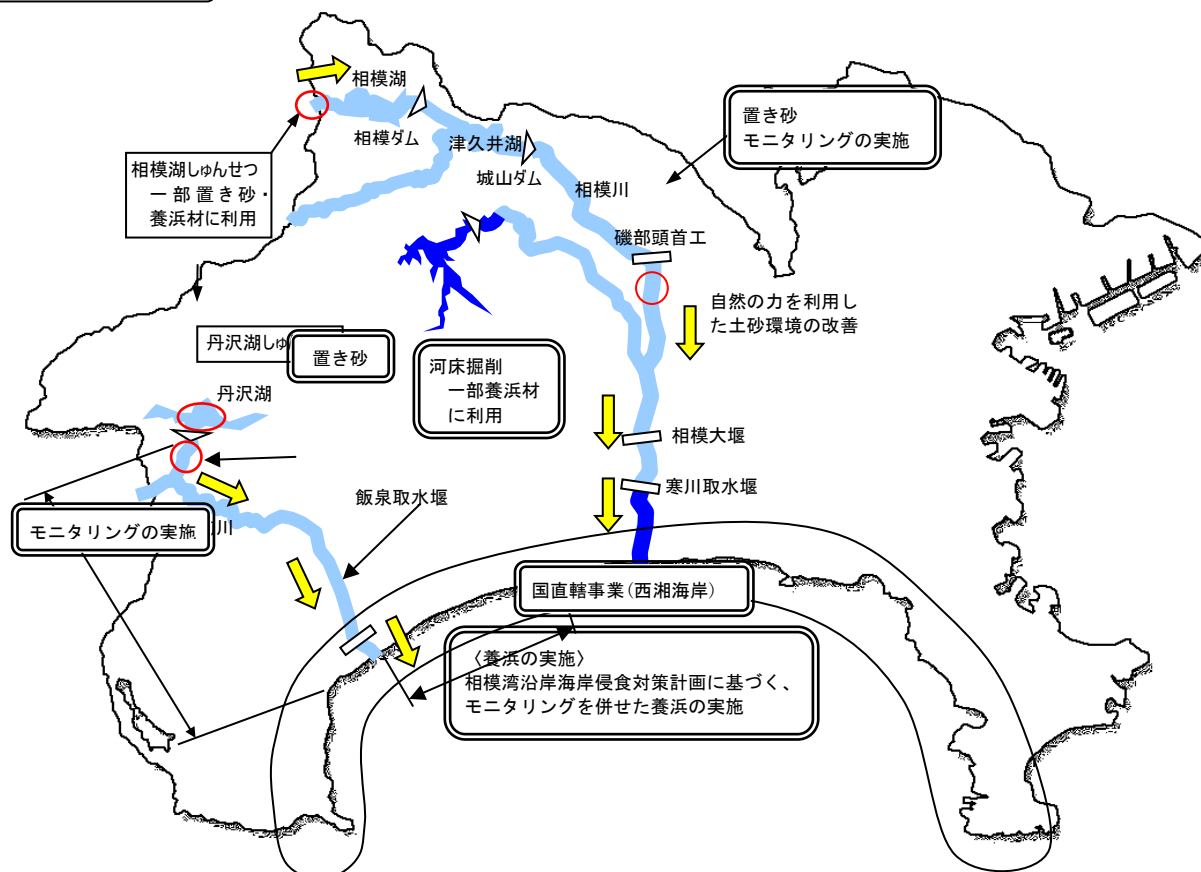 相模湖
相模ダム
津久井湖
城山ダム
相模川
置き砂
モニタリングの実施
相模湖しゅんせつ
一部置き砂・
養浜材に利用
磯部頭首工
自然の力を利用し
た土砂環境の改善
丹沢湖しゅ
置き砂
河床掘削
一部養浜材
に利用
丹沢湖
相模大堰
寒川取水堰
飯泉取水堰
モニタリングの実施
川
国直轄事業(西湘海岸)
〈養浜の実施〉
相模湾沿岸海岸侵食対策計画に基づく、
モニタリングを併せた養浜の実施